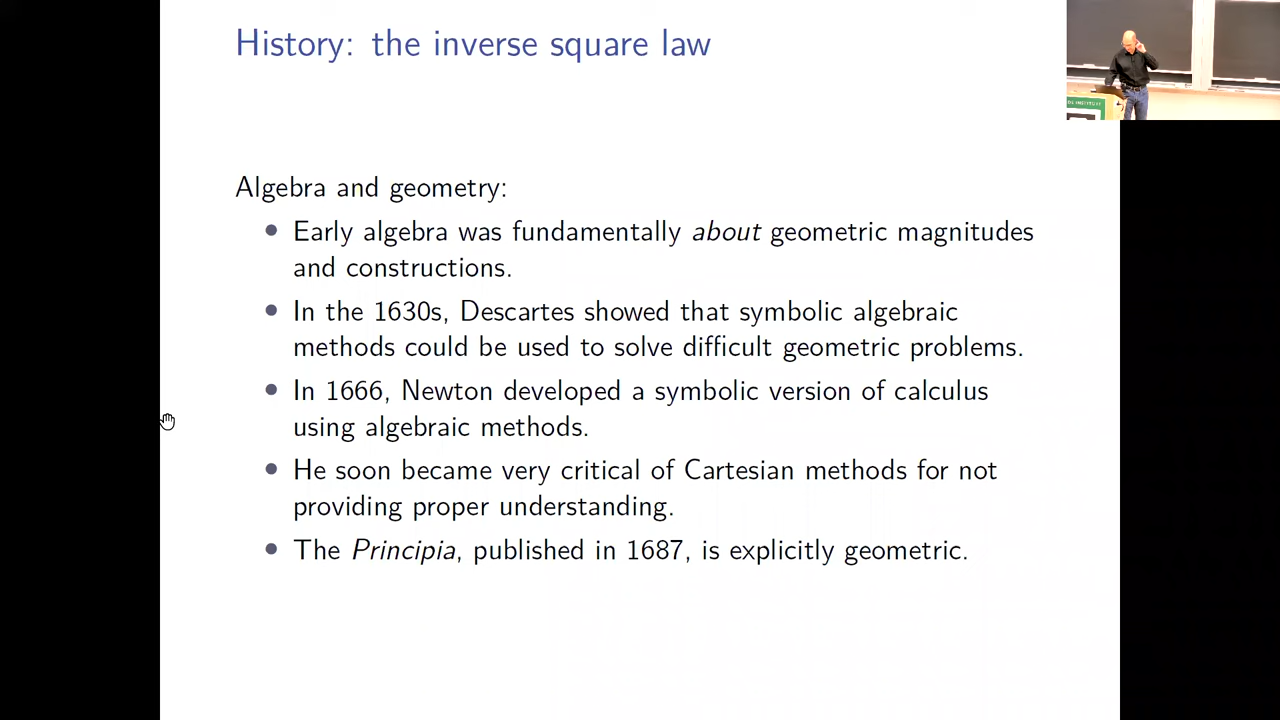 History: the inverse square law
Algebra and geometry:
• Early algebra was fundamentally about geometric magnitudes
and constructions.
• In the 1630s, Descartes showed that symbolic algebraic
methods could be used to solve difficult geometric problems.
• In 1666, Newton developed a symbolic version of calculus
using algebraic methods.
• He soon became very critical of Cartesian methods for not
providing proper understanding.
• The Principia, published in 1687, is explicitly geometric.
INSTITUTE